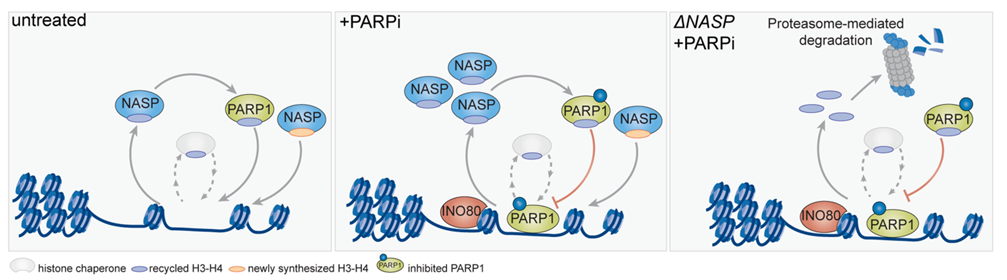 untreated
NASP
PARP1
NASP
+PARPi
NASP
NASP
NASP
PARP1
NASP
INO80
PARP1
ΔNASP
+PARPi
Proteasome-mediated
degradation
PARP1
INO80
PARP1
histone chaperone
recycled H3-H4
newly synthesized H3-H4
PARP1
inhibited PARP1